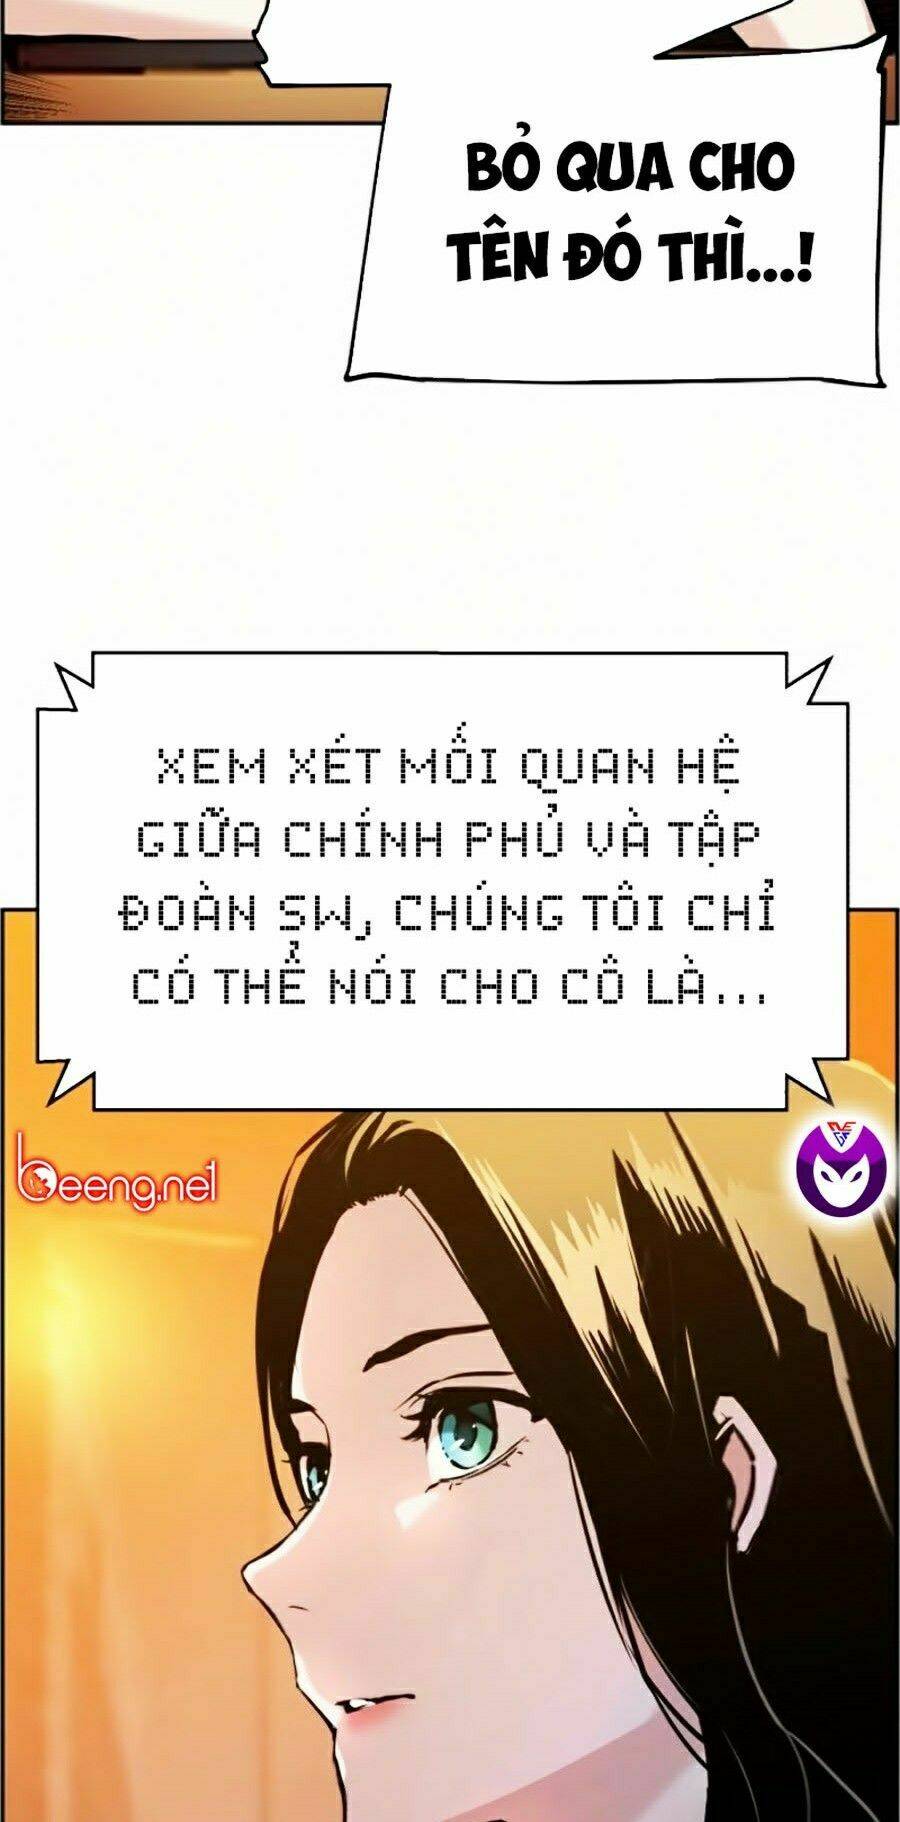 BỎ QUA CHO
TÊN ĐÓ THÌ...!
XEM XÉT MỐI QUAN HỆ
GIỮA CHÍNH PHỦ VÀ TẬP
ĐOÀN SW, CHÚNG TÔI CHỈ
CÓ THỂ NÓI CHO CÔ LÀ...
beeng.net